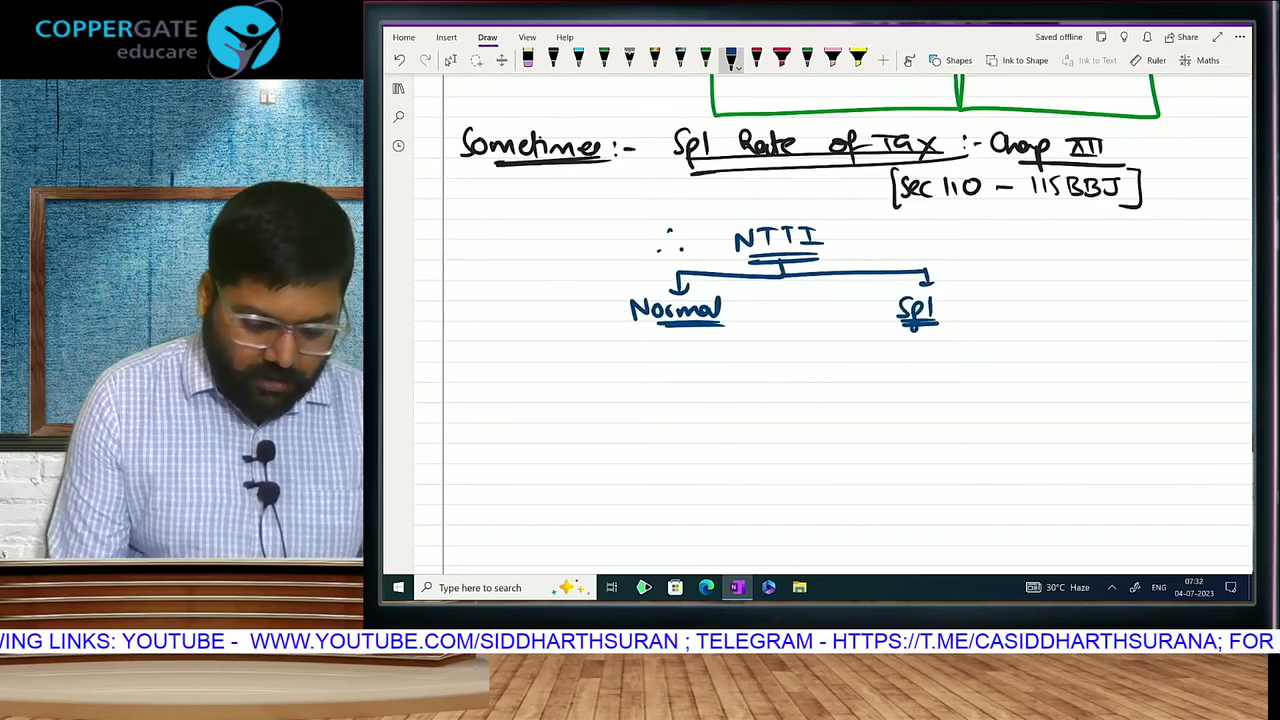 COPPERGATE
educare
Home Insert Draw View Help
Saved offline
Share
Shapes
Ink to Shape
Ink to Text
Ruler
Maths
Sometimes:- Spl Rate of Tax :- Chap XII
[Sec 110 - 115BBJ]
∴ NTTI
Normal Spl
Type here to search
30°C Haze
ENG
07:32
04-07-2023
WING LINKS: YOUTUBE - WWW.YOUTUBE.COM/SIDDHARTHSURAN ; TELEGRAM - HTTPS://T.ME/CASIDDHARTHSURANA; FOR